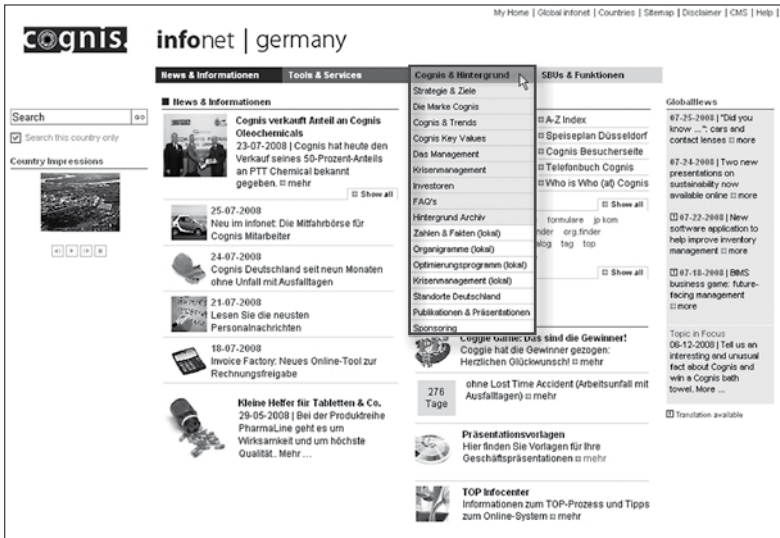 My Home | Global infonet | Countries | Sitemap | Disclaimer | CMS | Help |
cognis
infonet | germany
News & Informationen
Tools & Services
Cognis & Hintergrund
SBUs & Funktionen
Search
GO
Search this country only
Country Impressions
News & Informationen
Cognis verkauft Anteil an Cognis
Oleochemicals
23-07-2008 | Cognis hat heute den
Verkauf seines 50-Prozent-Anteils
an PTT Chemical bekannt
gegeben. mehr
Show all
25-07-2008
Neu im infonet: Die Mitfahrbörse für
Cognis Mitarbeiter
24-07-2008
Cognis Deutschland seit neun Monaten
ohne Unfall mit Ausfalltagen
21-07-2008
Lesen Sie die neusten
Personalnachrichten
18-07-2008
Invoice Factory: Neues Online-Tool zur
Rechnungsfreigabe
Kleine Helfer für Tabletten & Co.
29-05-2008 | Bei der Produktreihe
PharmaLine geht es um
Wirksamkeit und um höchste
Qualität.. Mehr ...
Strategie & Ziele
Die Marke Cognis
Cognis & Trends
Cognis Key Values
Das Management
Krisenmanagement
Investoren
FAQ's
Hintergrund Archiv
Zahlen & Fakten (lokal)
Organigramme (lokal)
Optimierungsprogramm (lokal)
Krisenmanagement (lokal)
Standorte Deutschland
Publikationen & Präsentationen
Sponsoring
A-Z Index
Speiseplan Düsseldorf
Cognis Besucherseite
Telefonbuch Cognis
Who is Who (at) Cognis
Show all
formulare jp kom
nder org.finder
alog tag top
Show all
Coggie Game: Das sind die Gewinner!
Coggie hat die Gewinner gezogen:
Herzlichen Glückwunsch! mehr
276
Tage
ohne Lost Time Accident (Arbeitsunfall mit
Ausfalltagen) mehr
Präsentationsvorlagen
Hier finden Sie Vorlagen für Ihre
Geschäftspräsentationen mehr
TOP Infocenter
Informationen zum TOP-Prozess und Tipps
zum Online-System mehr
GlobalNews
07-25-2008 | "Did you
know ...": cars and
contact lenses more
07-24-2008 | Two new
presentations on
sustainability now
available online more
T 07-22-2008 | New
software application to
help improve inventory
management more
T 07-18-2008 | BIMS
business game: future-
facing management
more
Topic in Focus
06-12-2008 | Tell us an
interesting and unusual
fact about Cognis and
win a Cognis bath
towel. More ...
T Translation available